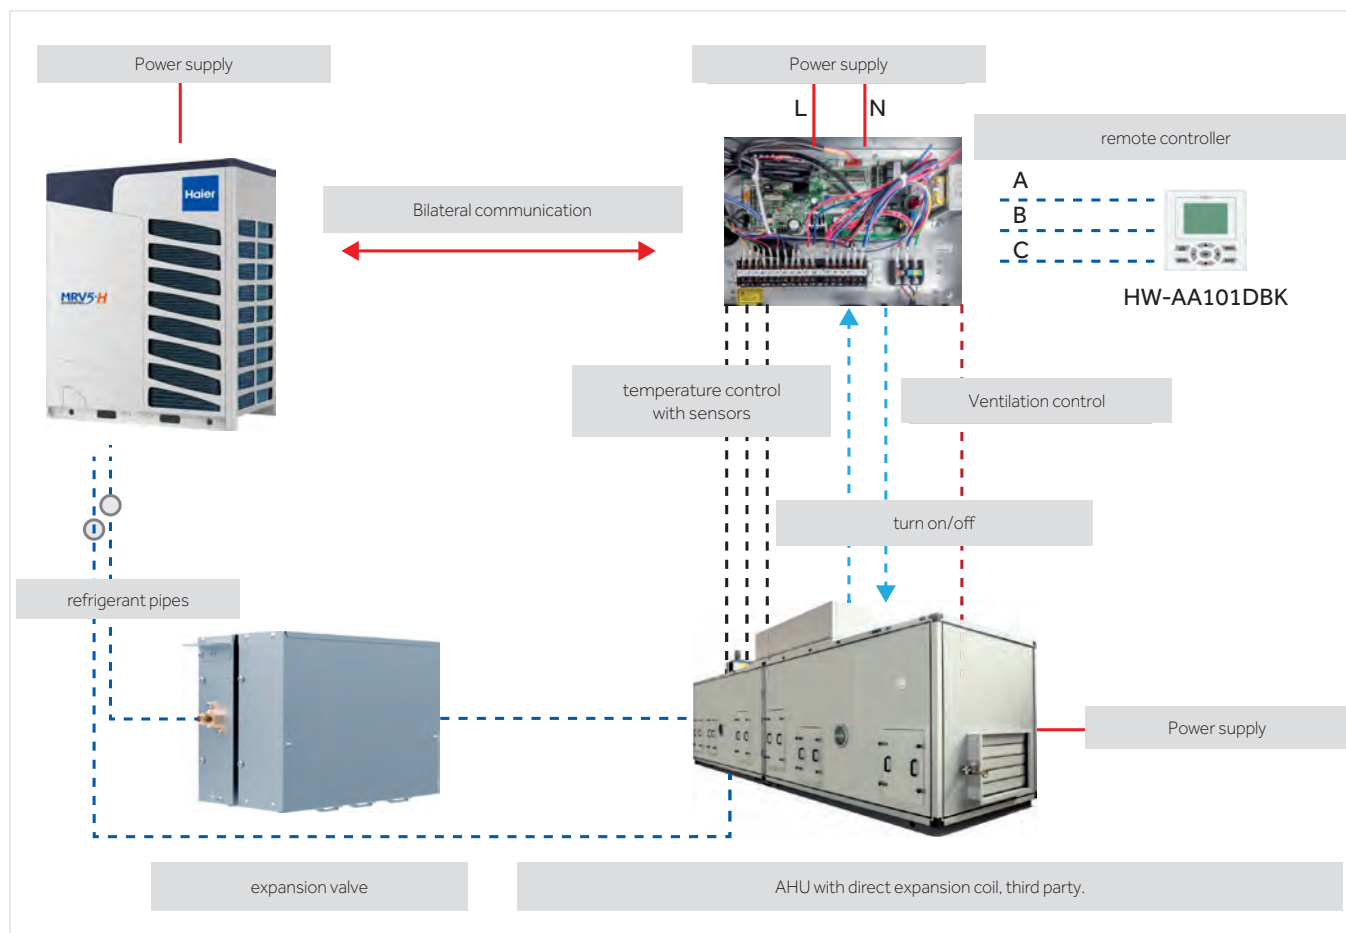 Power supply
Power supply
L
N
remote controller
Haier
A
Bilateral communication
B
C
MRV5-H
HW-AA101DBK
temperature control
with sensors
Ventilation control
turn on/off
refrigerant pipes
Power supply
expansion valve
AHU with direct expansion coil, third party.